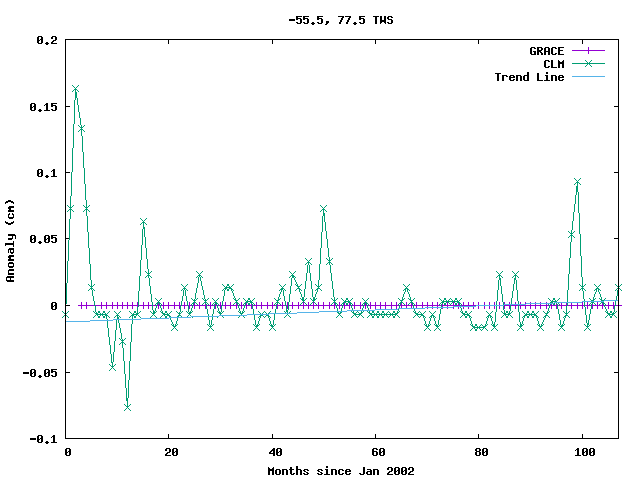 -55.5, 77.5 TWS
GRACE
CLM
Trend Line
0.2
0.15
0.1
0.05
0
-0.05
-0.1
Anomaly (cm)
0 20 40 60 80 100
Months since Jan 2002